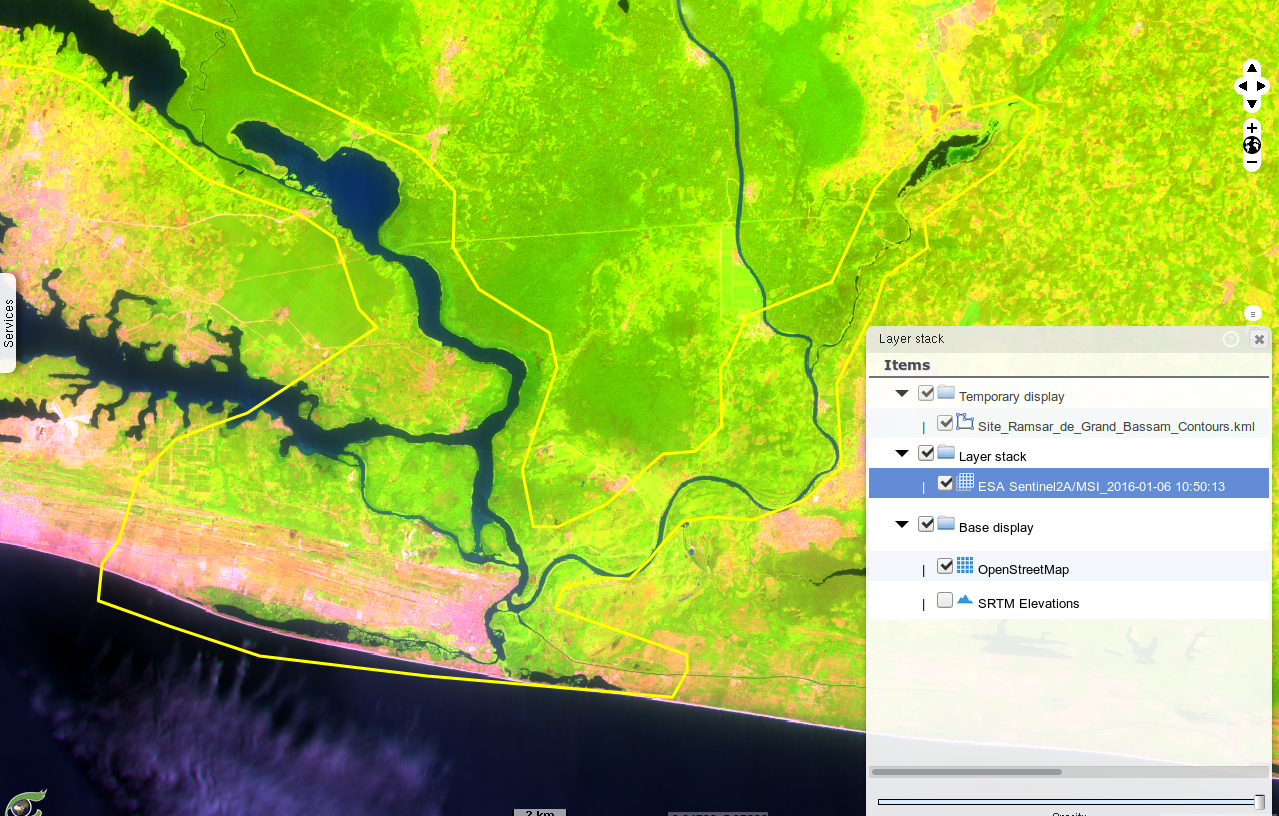 Services
Layer stack
Items
Temporary display
Site_Ramsar_de_Grand_Bassam_Contours.kml
Layer stack
ESA Sentinel2A/MSI_2016-01-06 10:50:13
Base display
OpenStreetMap
SRTM Elevations
2 km
Opacity